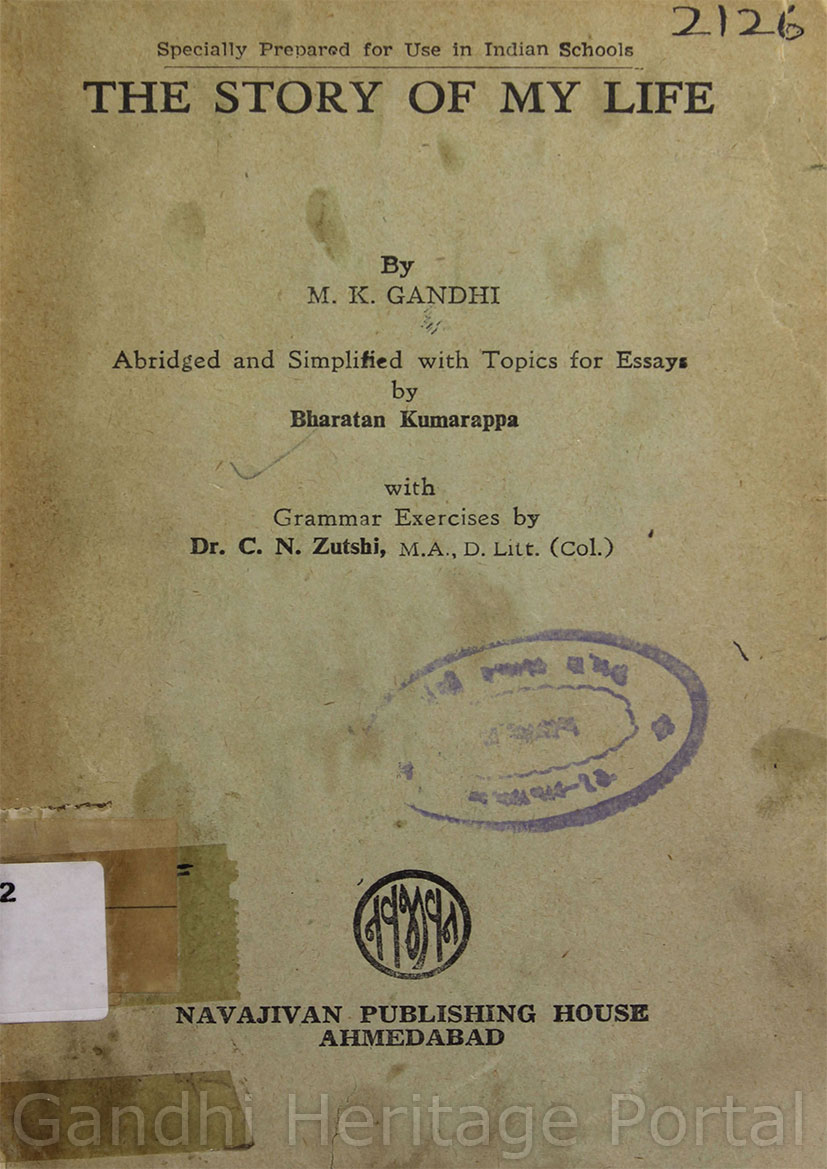 2126
Specially Prepared for Use in Indian Schools
THE STORY OF MY LIFE
By
M. K. GANDHI
Abridged and Simplified with Topics for Essays
by
Bharatan Kumarappa
with
Grammar Exercises by
Dr. C. N. Zutshi, M.A., D. Litt. (Col.)
2
નવજીવન
NAVAJIVAN PUBLISHING HOUSE
AHMEDABAD
Gandhi Heritage Portal